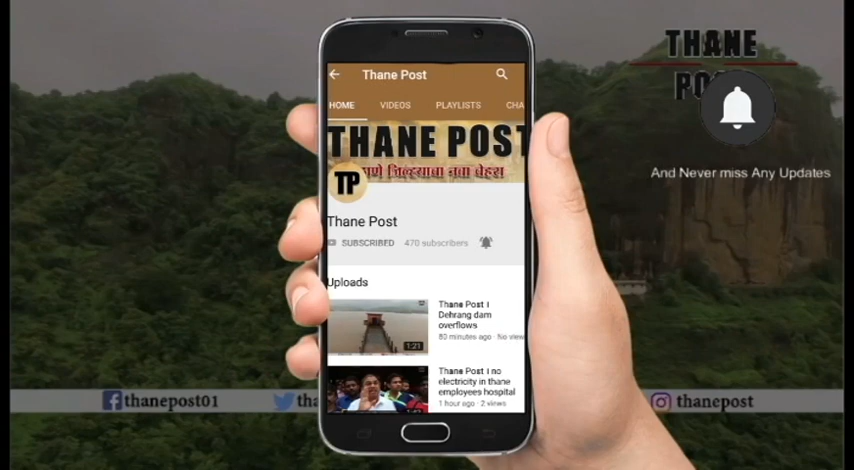 THANE
PO
And Never miss Any Updates
Thane Post
HOME VIDEOS PLAYLISTS CHA
THANE POST
ठाणे जिल्ह्याचा नवा चेहरा
TP
Thane Post
SUBSCRIBED 470 subscribers
Uploads
Thane Post I
Dehrang dam
overflows
80 minutes ago · No view
1:21
Thane Post I no
electricity in thane
employees hospital
1 hour ago · 2 views
thanepost01
than
thanepost